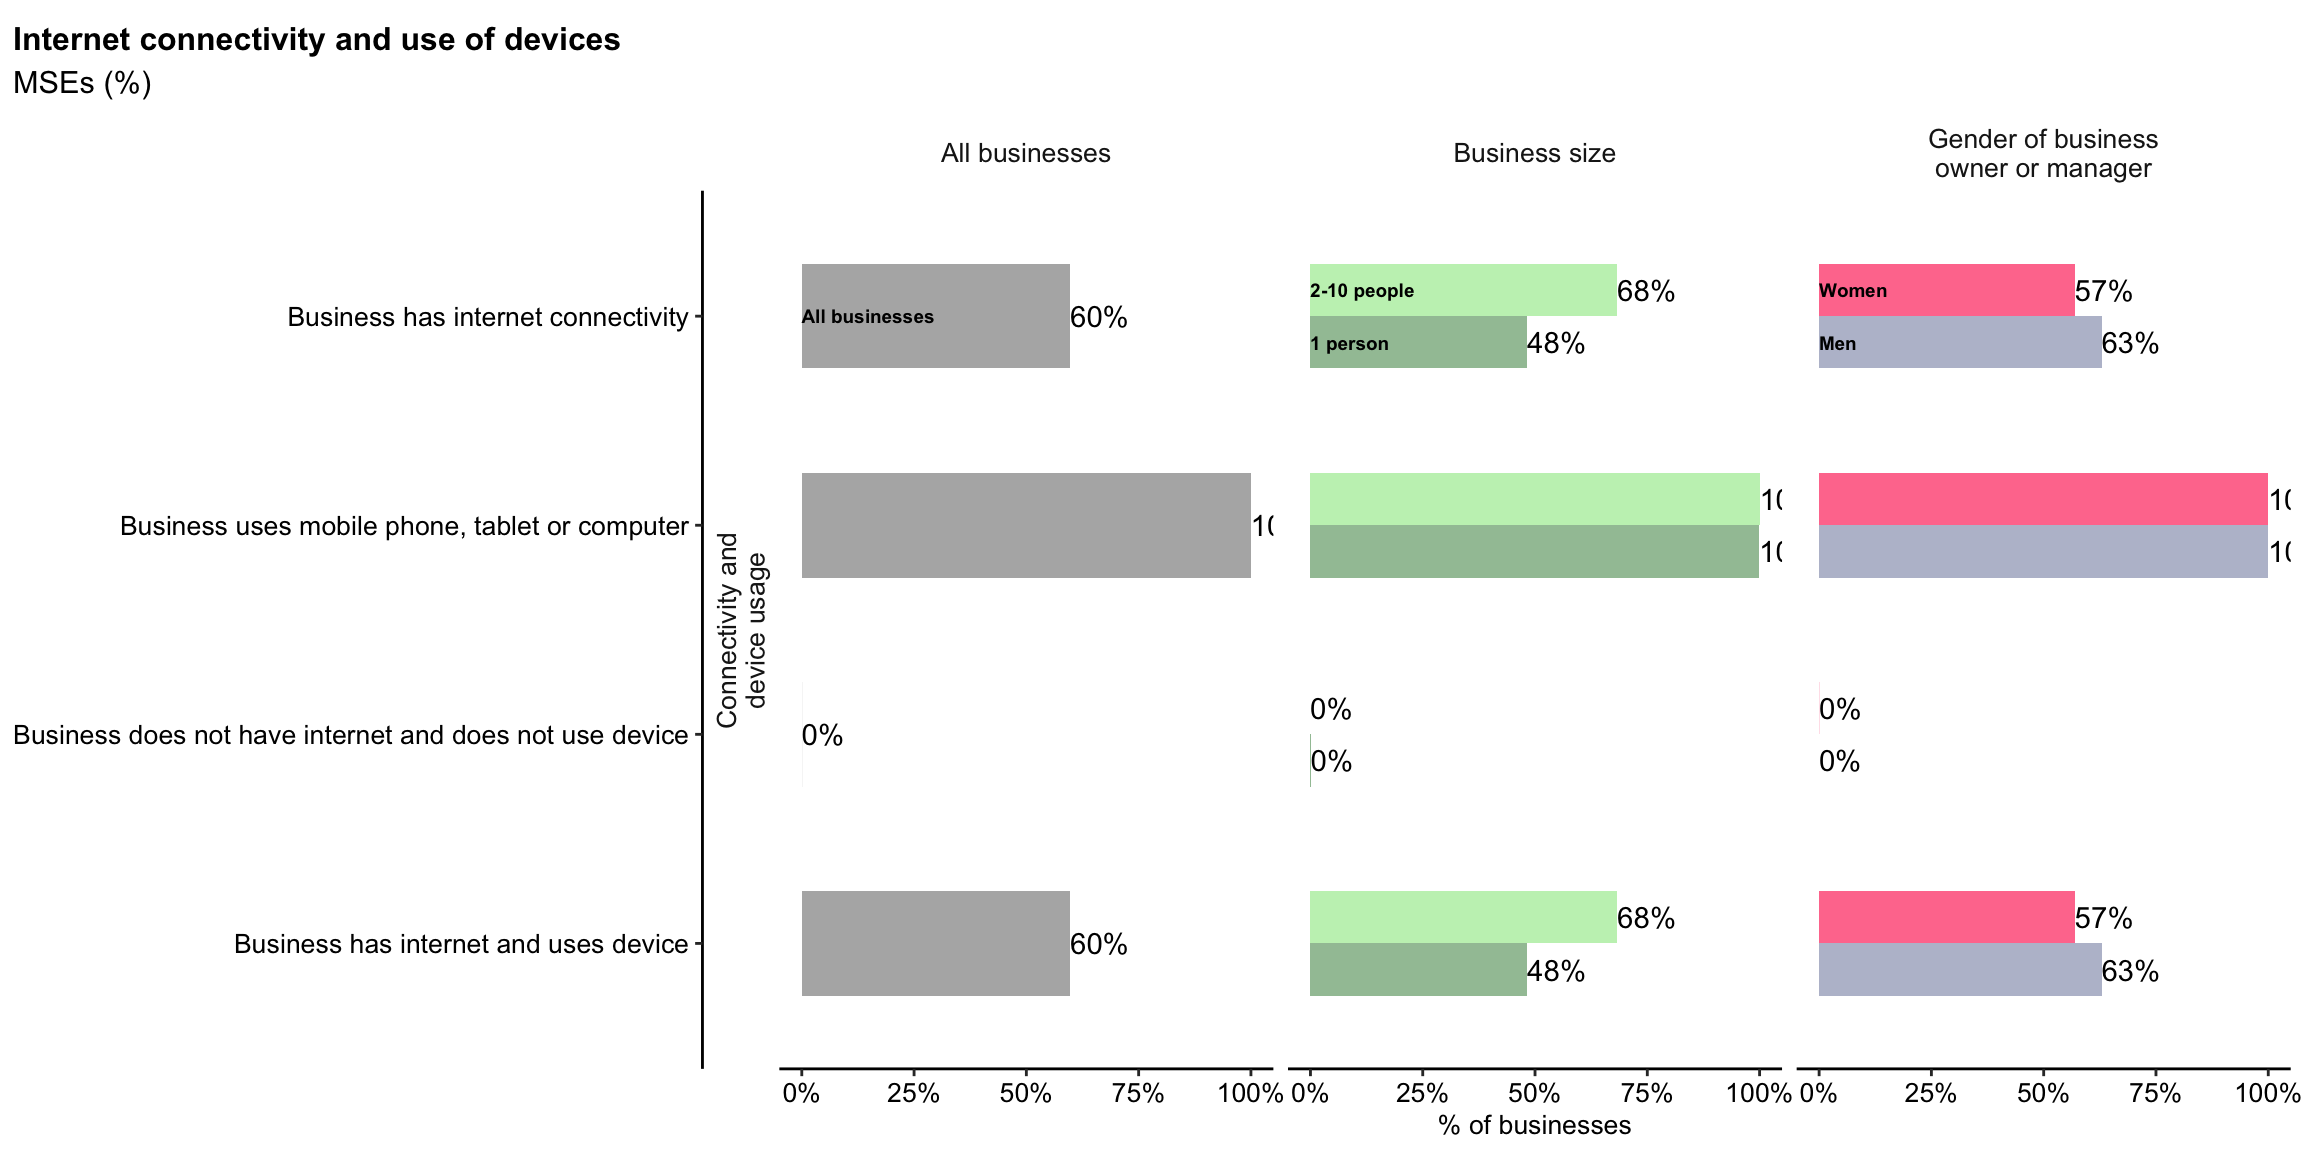 Internet connectivity and use of devices
MSEs (%)
All businesses
Business size
Gender of business
owner or manager
Business has internet connectivity
All businesses
60%
2-10 people
68%
1 person
48%
Women
57%
Men
63%
Business uses mobile phone, tablet or computer
Connectivity and
device usage
Business does not have internet and does not use device
0%
0%
0%
0%
0%
Business has internet and uses device
60%
68%
48%
57%
63%
0% 25% 50% 75% 100% 0% 25% 50% 75% 100% 0% 25% 50% 75% 100%
% of businesses